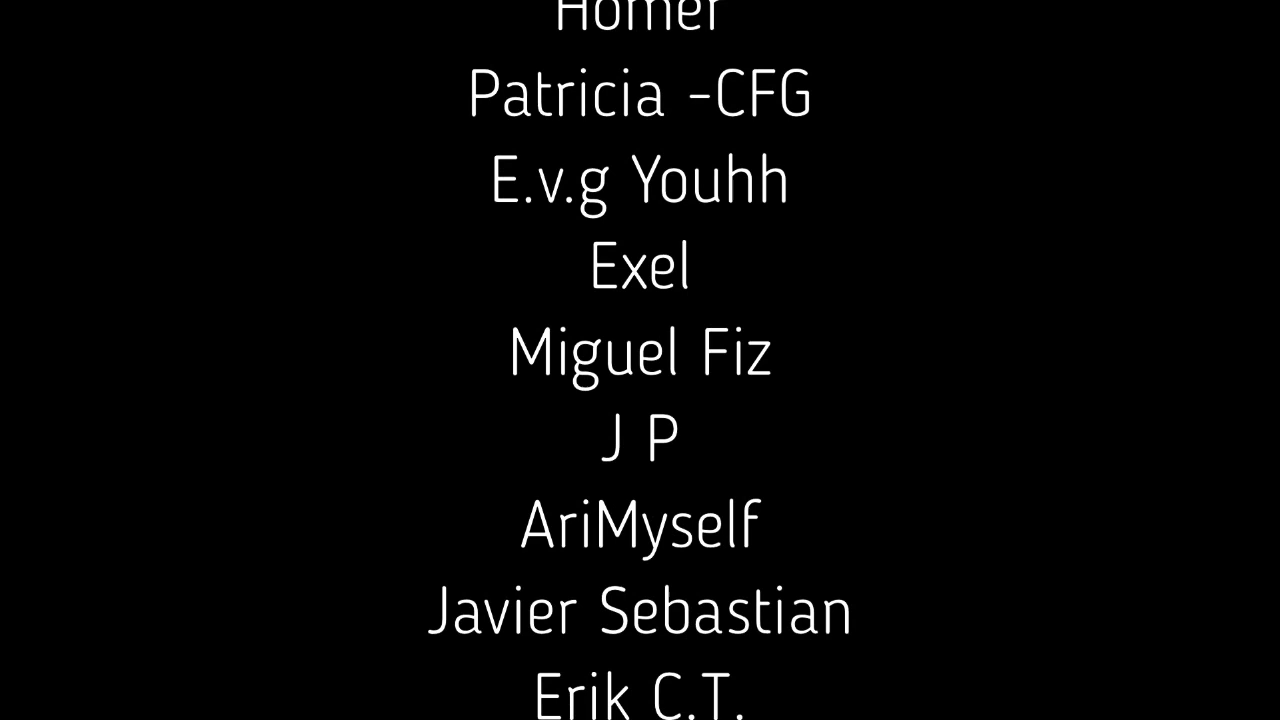 Homer
Patricia -CFG
E.v.g Youhh
Exel
Miguel Fiz
J P
AriMyself
Javier Sebastian
Erik C.T.